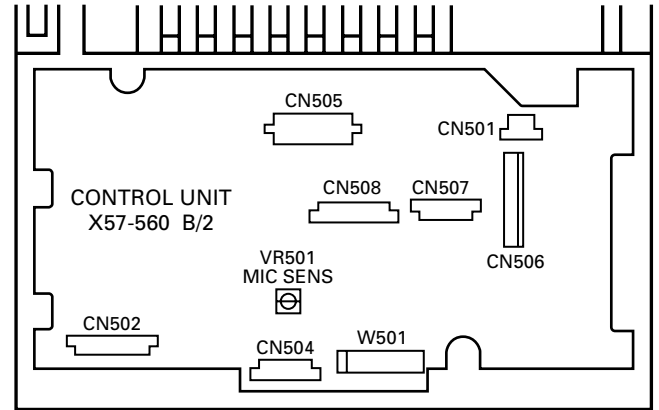 CN505
CN501
CONTROL UNIT
X57-560 B/2
CN508
CN507
CN506
VR501
MIC SENS
CN502
CN504
W501